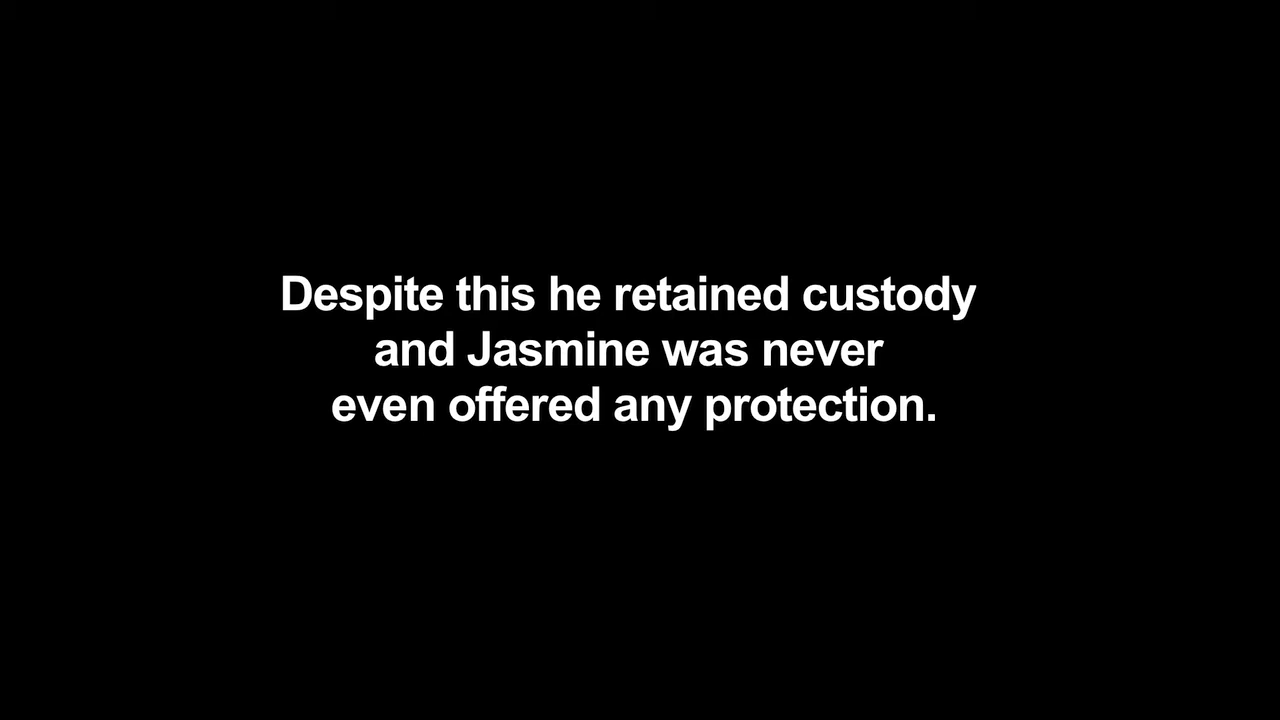 Despite this he retained custody
and Jasmine was never
even offered any protection.